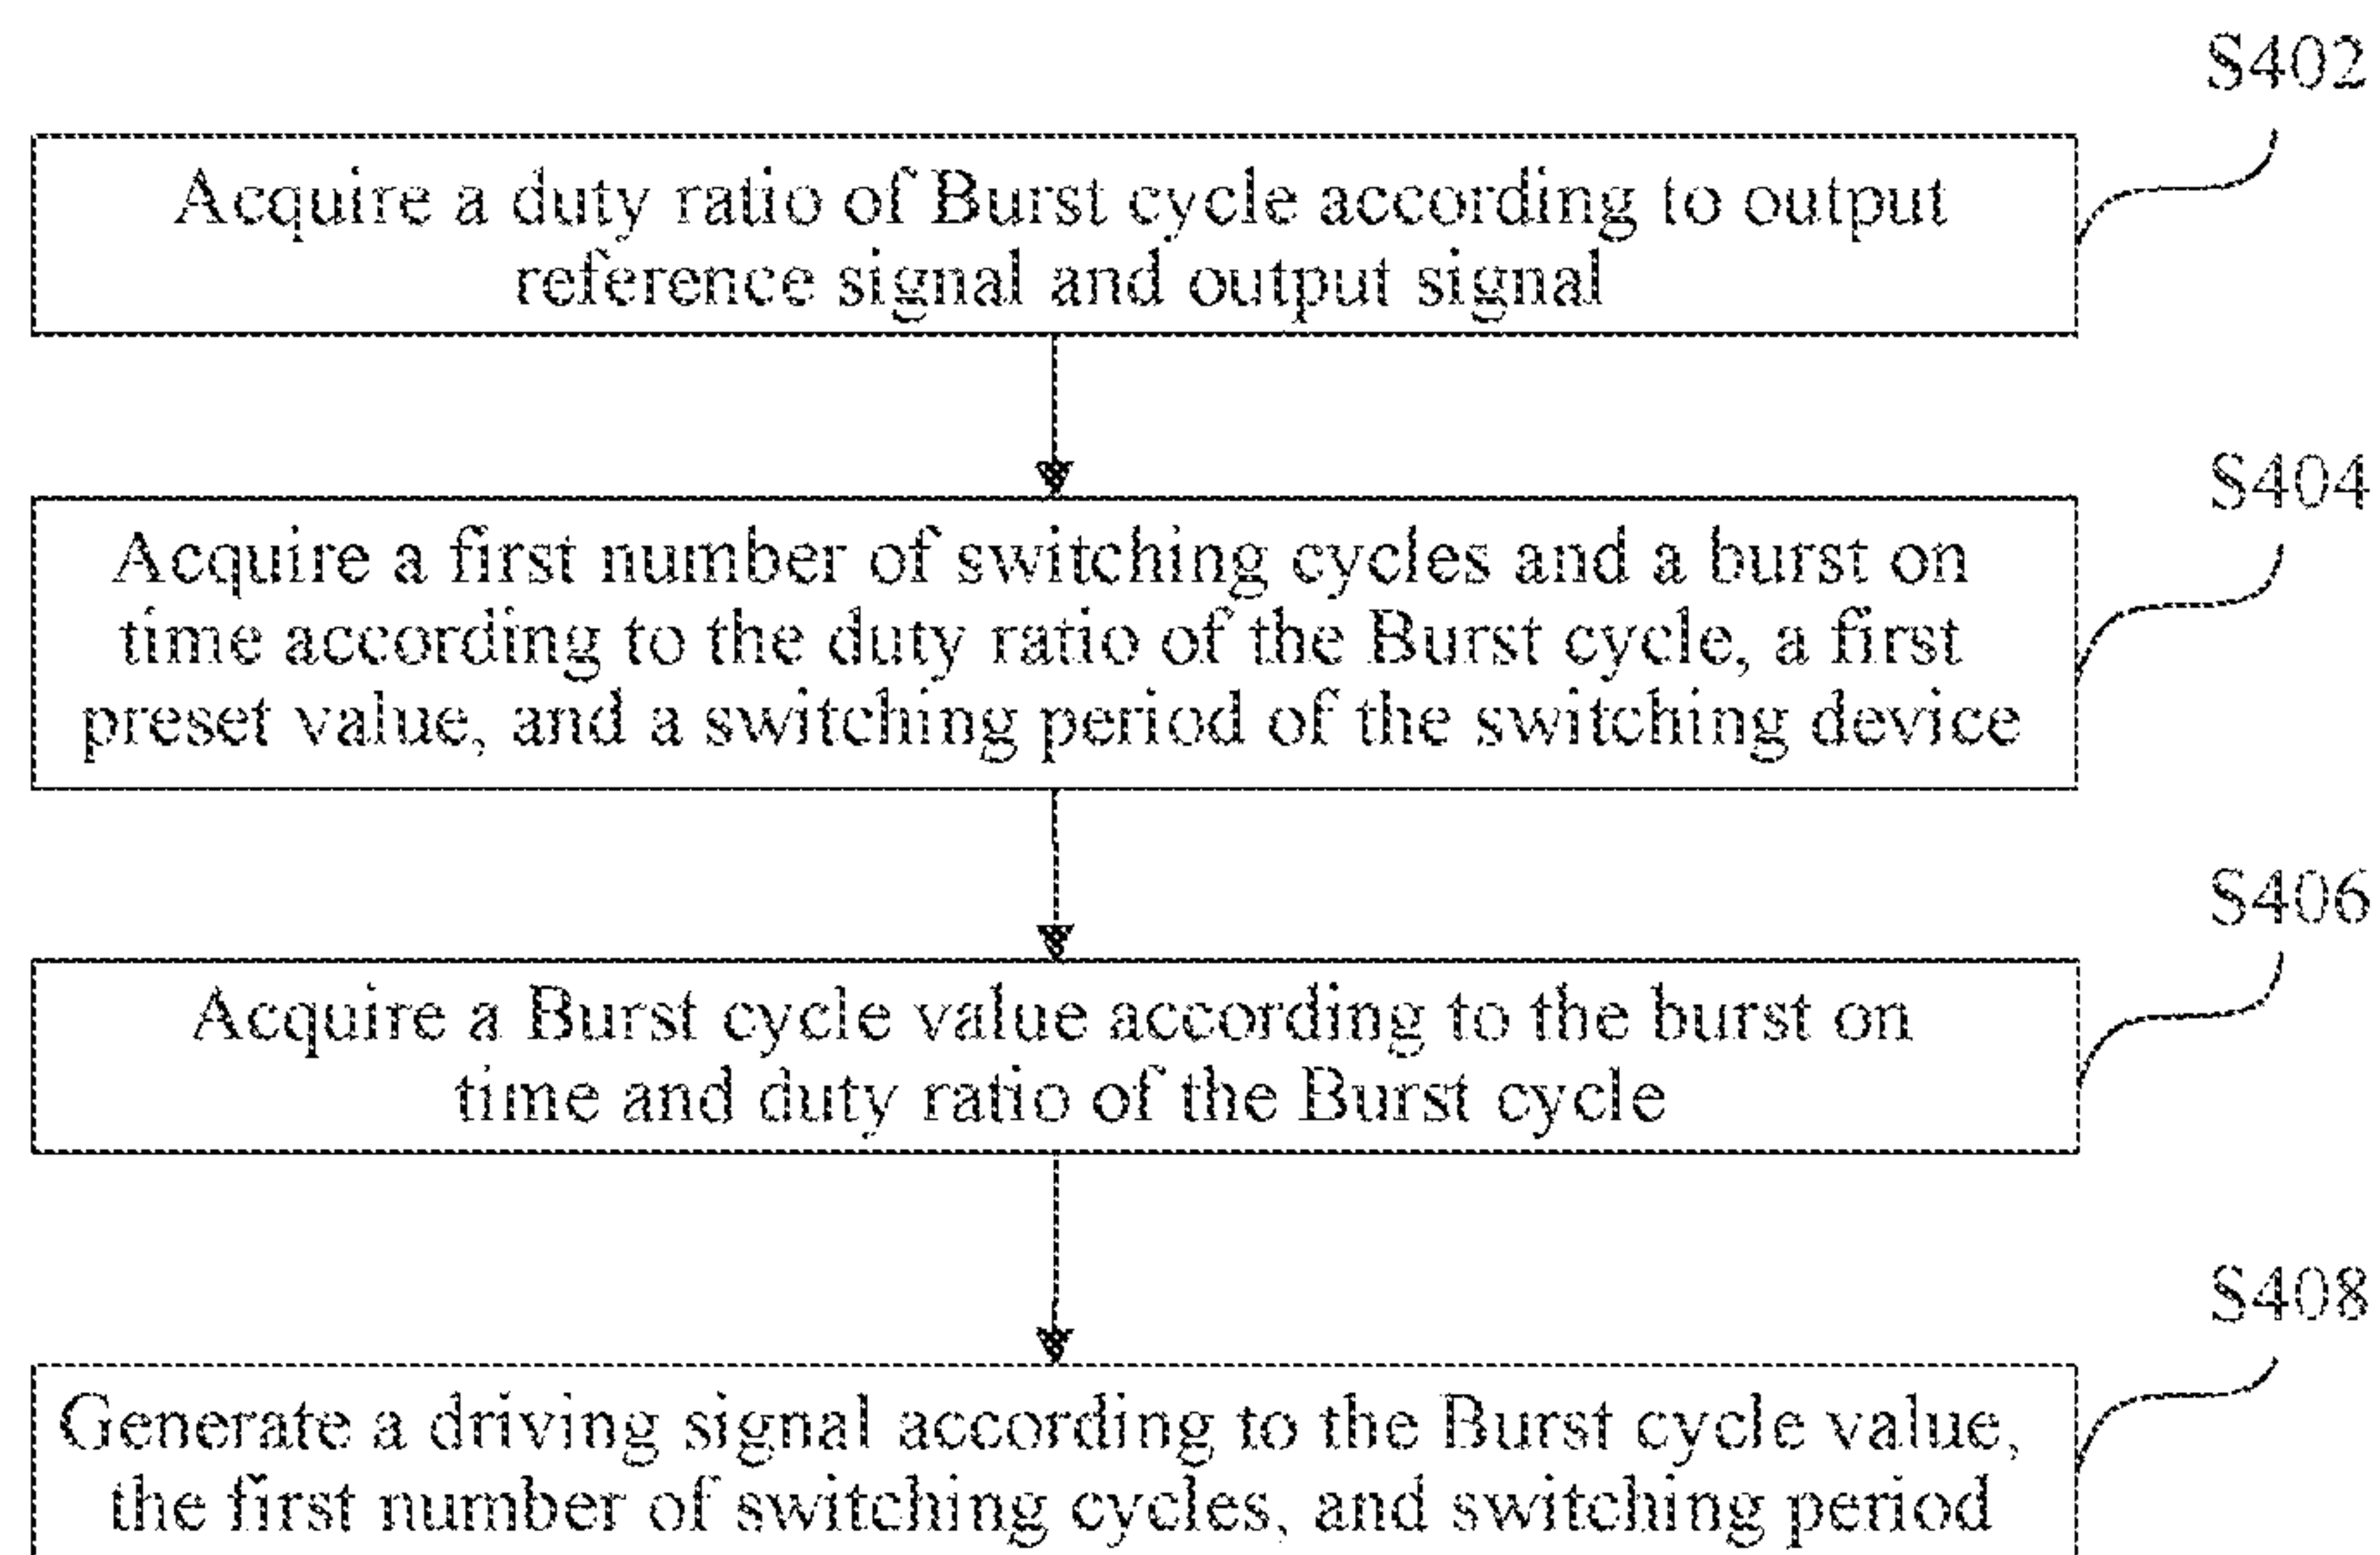 S402
Acquire a duty ratio of Burst cycle according to output
reference signal and output signal
S404
Acquire a first number of switching cycles and a burst on
time according to the duty ratio of the Burst cycle, a first
preset value, and a switching period of the switching device
S406
Acquire a Burst cycle value according to the burst on
time and duty ratio of the Burst cycle
S408
Generate a driving signal according to the Burst cycle value,
the first number of switching cycles, and switching period